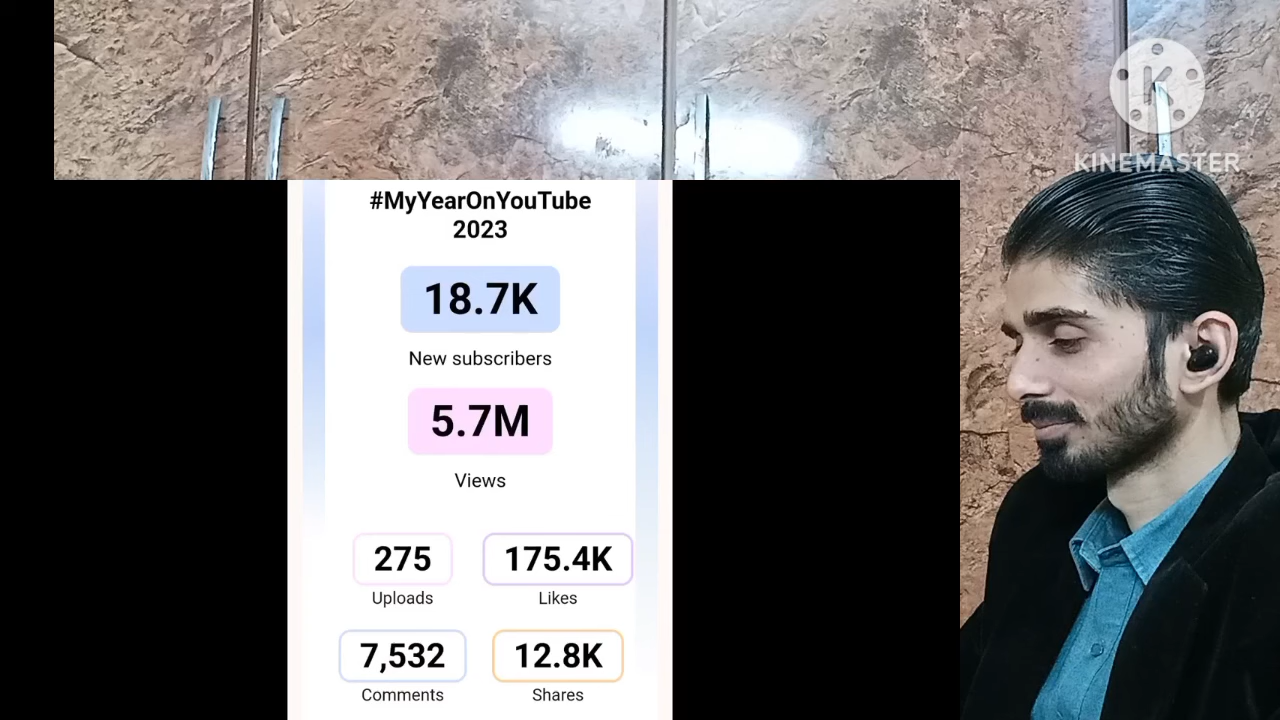 KINEMASTER
#MyYearOnYouTube
2023
18.7K
New subscribers
5.7M
Views
275 175.4K
Uploads Likes
7,532 12.8K
Comments Shares